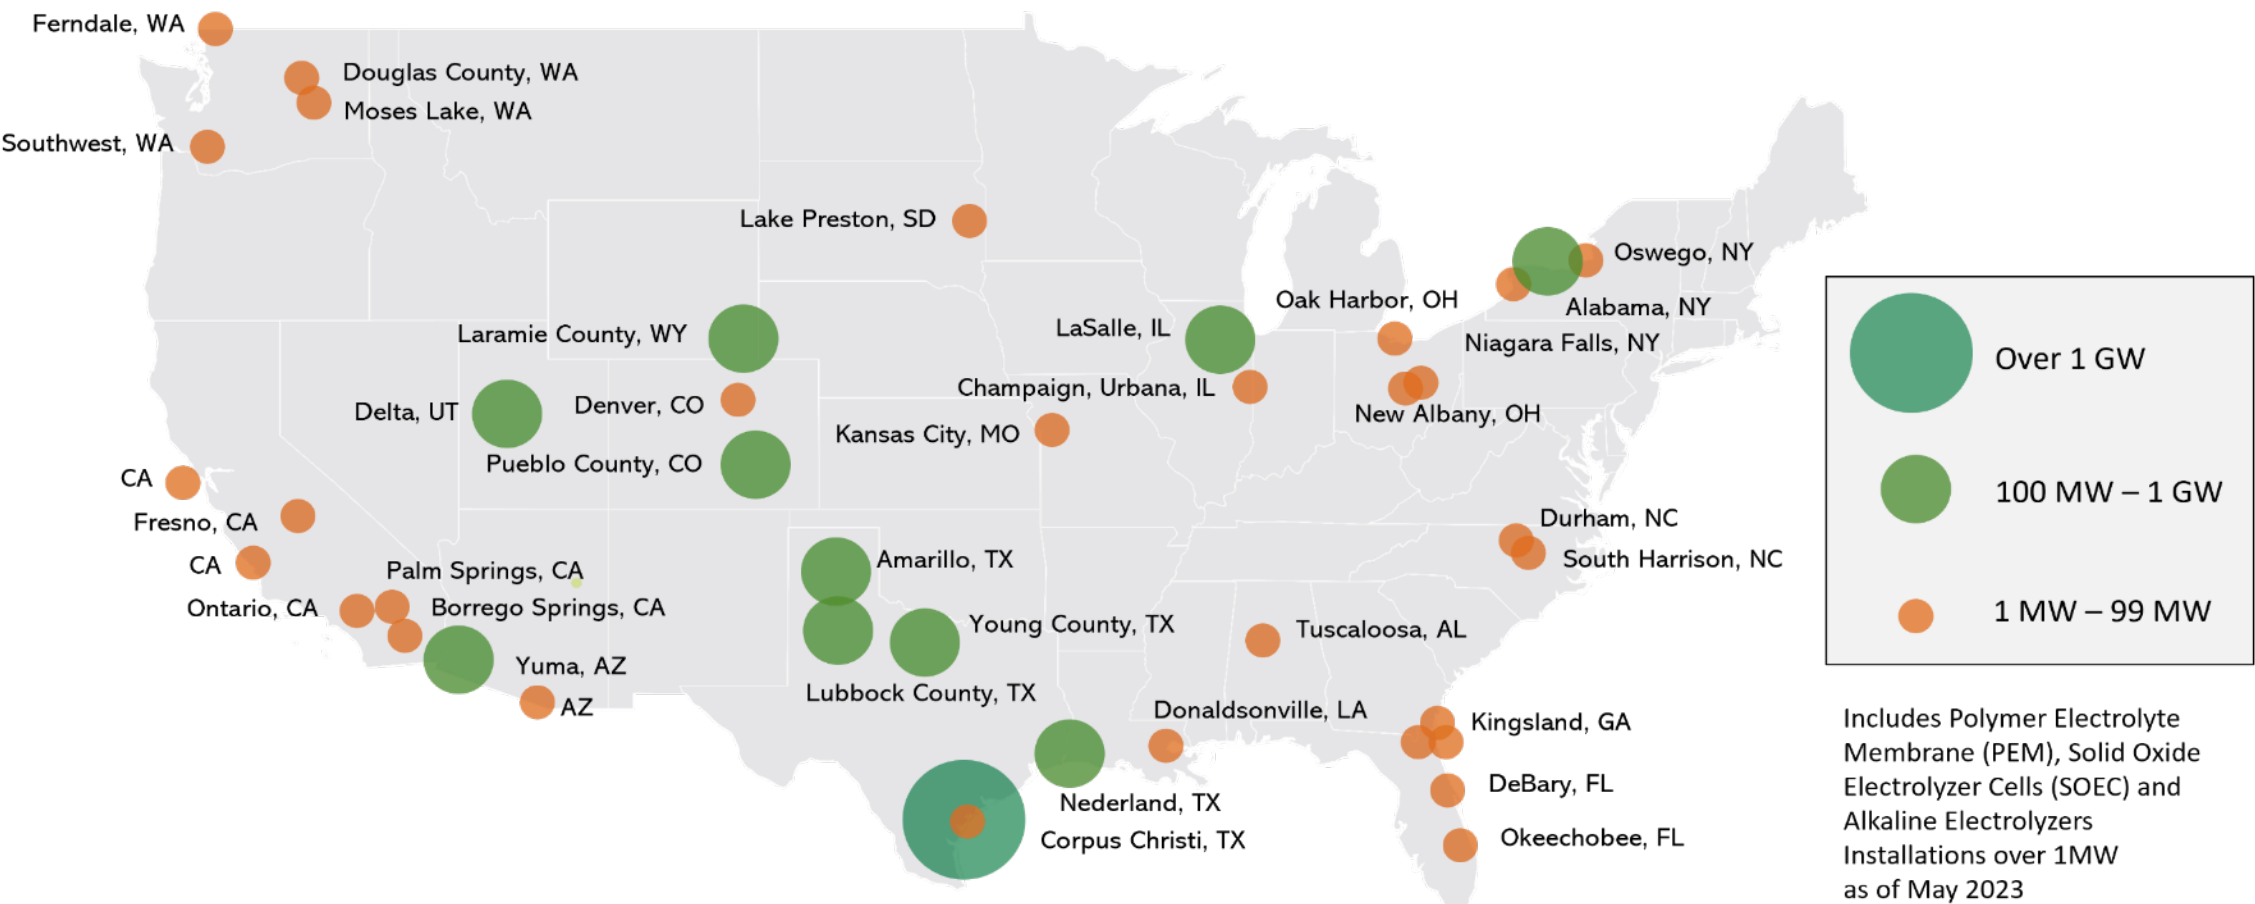 Ferndale, WA
Douglas County, WA
Moses Lake, WA
Southwest, WA
Lake Preston, SD
Oswego, NY
Alabama, NY
Niagara Falls, NY
Oak Harbor, OH
LaSalle, IL
Laramie County, WY
Champaign, Urbana, IL
Denver, CO
Delta, UT
New Albany, OH
Kansas City, MO
Pueblo County, CO
CA
Fresno, CA
CA
Palm Springs, CA
Ontario, CA
Borrego Springs, CA
Yuma, AZ
AZ
Amarillo, TX
Young County, TX
Lubbock County, TX
Durham, NC
South Harrison, NC
Tuscaloosa, AL
Donaldsonville, LA
Kingsland, GA
DeBary, FL
Okeechobee, FL
Nederland, TX
Corpus Christi, TX
Over 1 GW
100 MW – 1 GW
1 MW – 99 MW
Includes Polymer Electrolyte
Membrane (PEM), Solid Oxide
Electrolyzer Cells (SOEC) and
Alkaline Electrolyzers
Installations over 1MW
as of May 2023